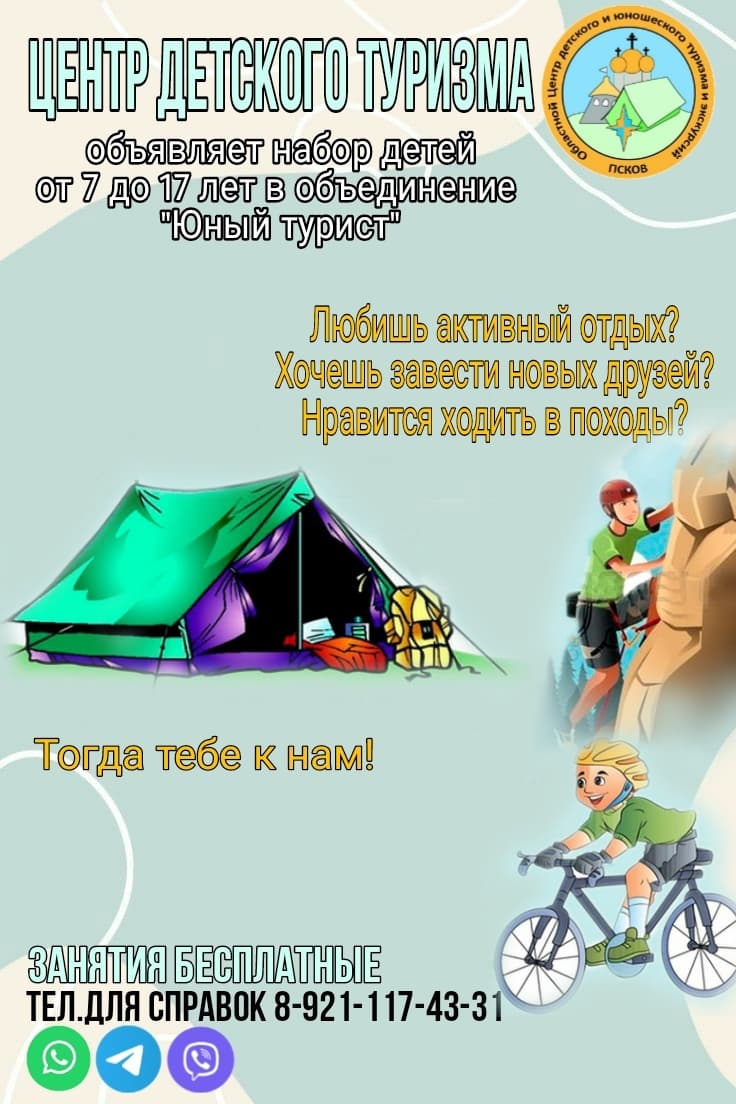 ЦЕНТР ДЕТСКОГО ТУРИЗМА
Областной Центр детского и юношеского туризма и экскурсий
ПСКОВ
объявляет набор детей
от 7 до 17 лет в объединение
"Юный турист"
Любишь активный отдых?
Хочешь завести новых друзей?
Нравится ходить в походы?
Тогда тебе к нам!
ЗАНЯТИЯ БЕСПЛАТНЫЕ
ТЕЛ.ДЛЯ СПРАВОК 8-921-117-43-31